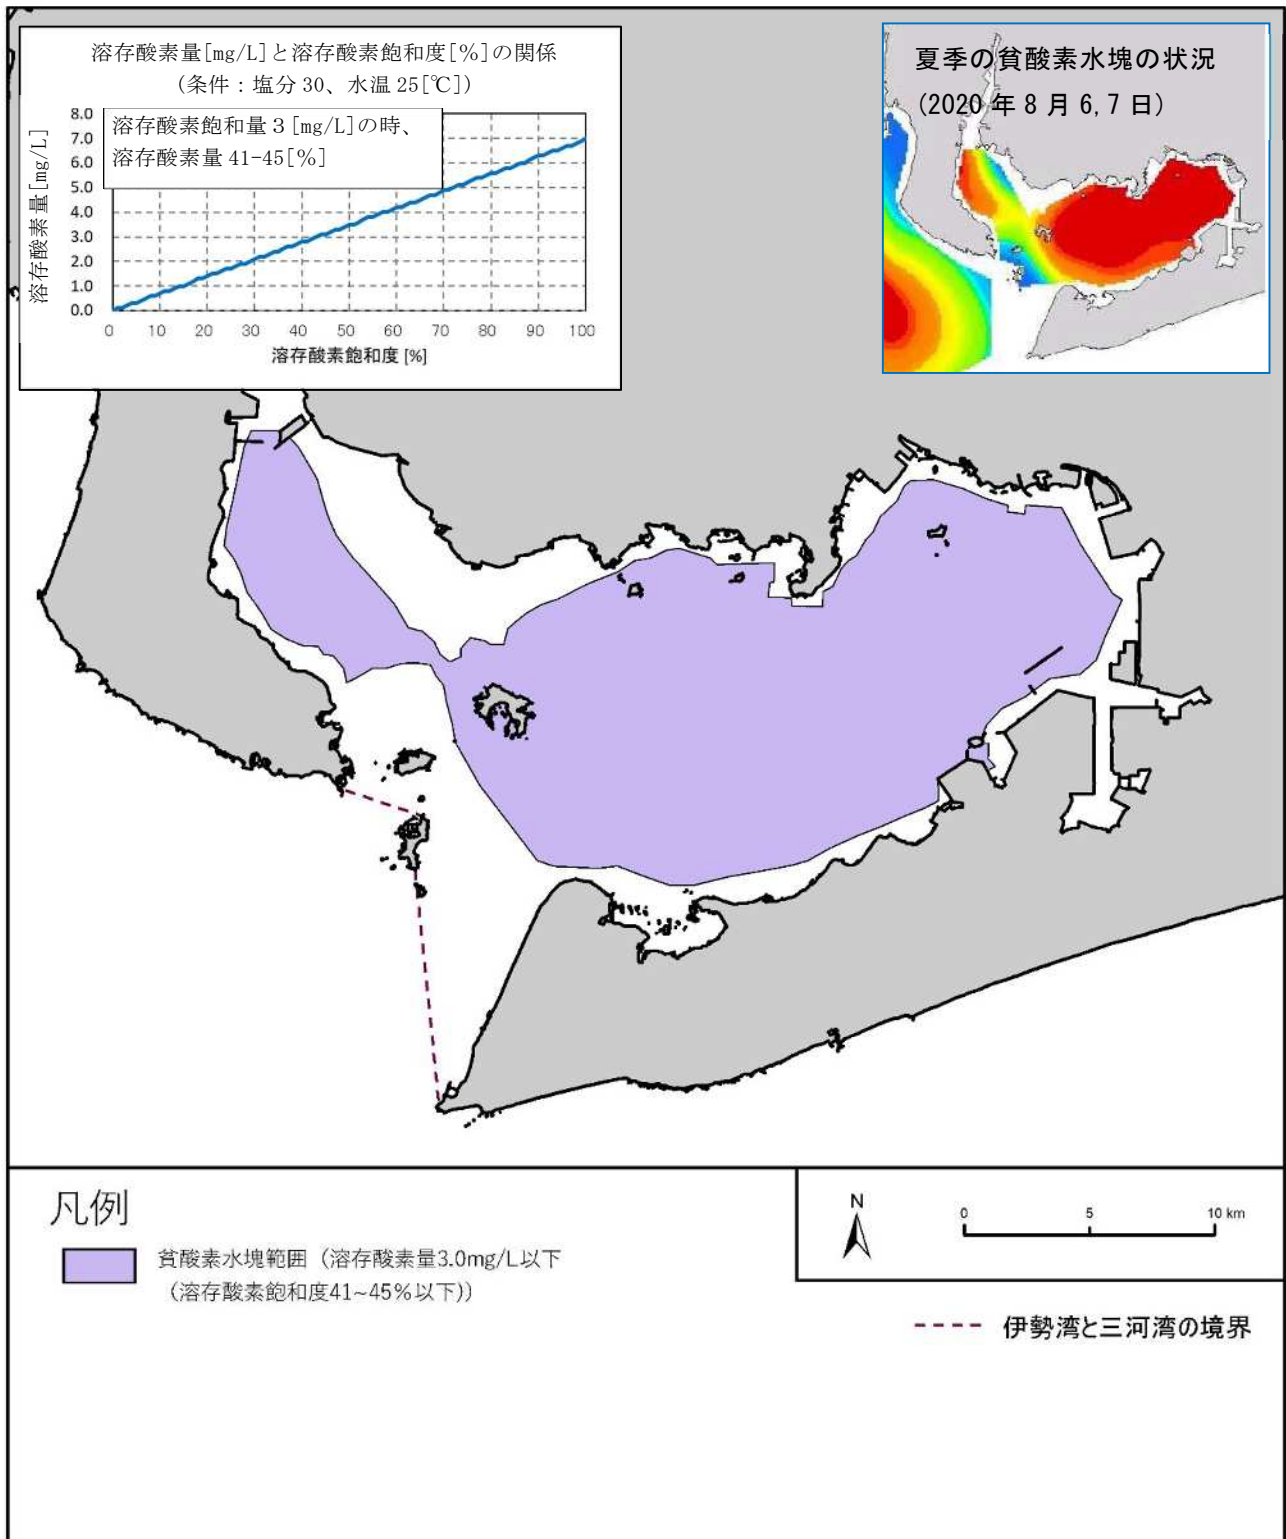 溶存酸素量[mg/L]と溶存酸素飽和度[%]の関係
(条件：塩分 30、水温 25[℃])
溶存酸素飽和量３[mg/L]の時、
溶存酸素量 41-45[%]
溶存酸素量[mg/L]
8.0
7.0
6.0
5.0
4.0
3.0
2.0
1.0
0.0
0 10 20 30 40 50 60 70 80 90 100
溶存酸素飽和度 [%]
夏季の貧酸素水塊の状況
(2020 年 8 月 6,7 日)
凡例
貧酸素水塊範囲（溶存酸素量3.0mg/L以下
（溶存酸素飽和度41~45%以下））
N
0 5 10 km
伊勢湾と三河湾の境界